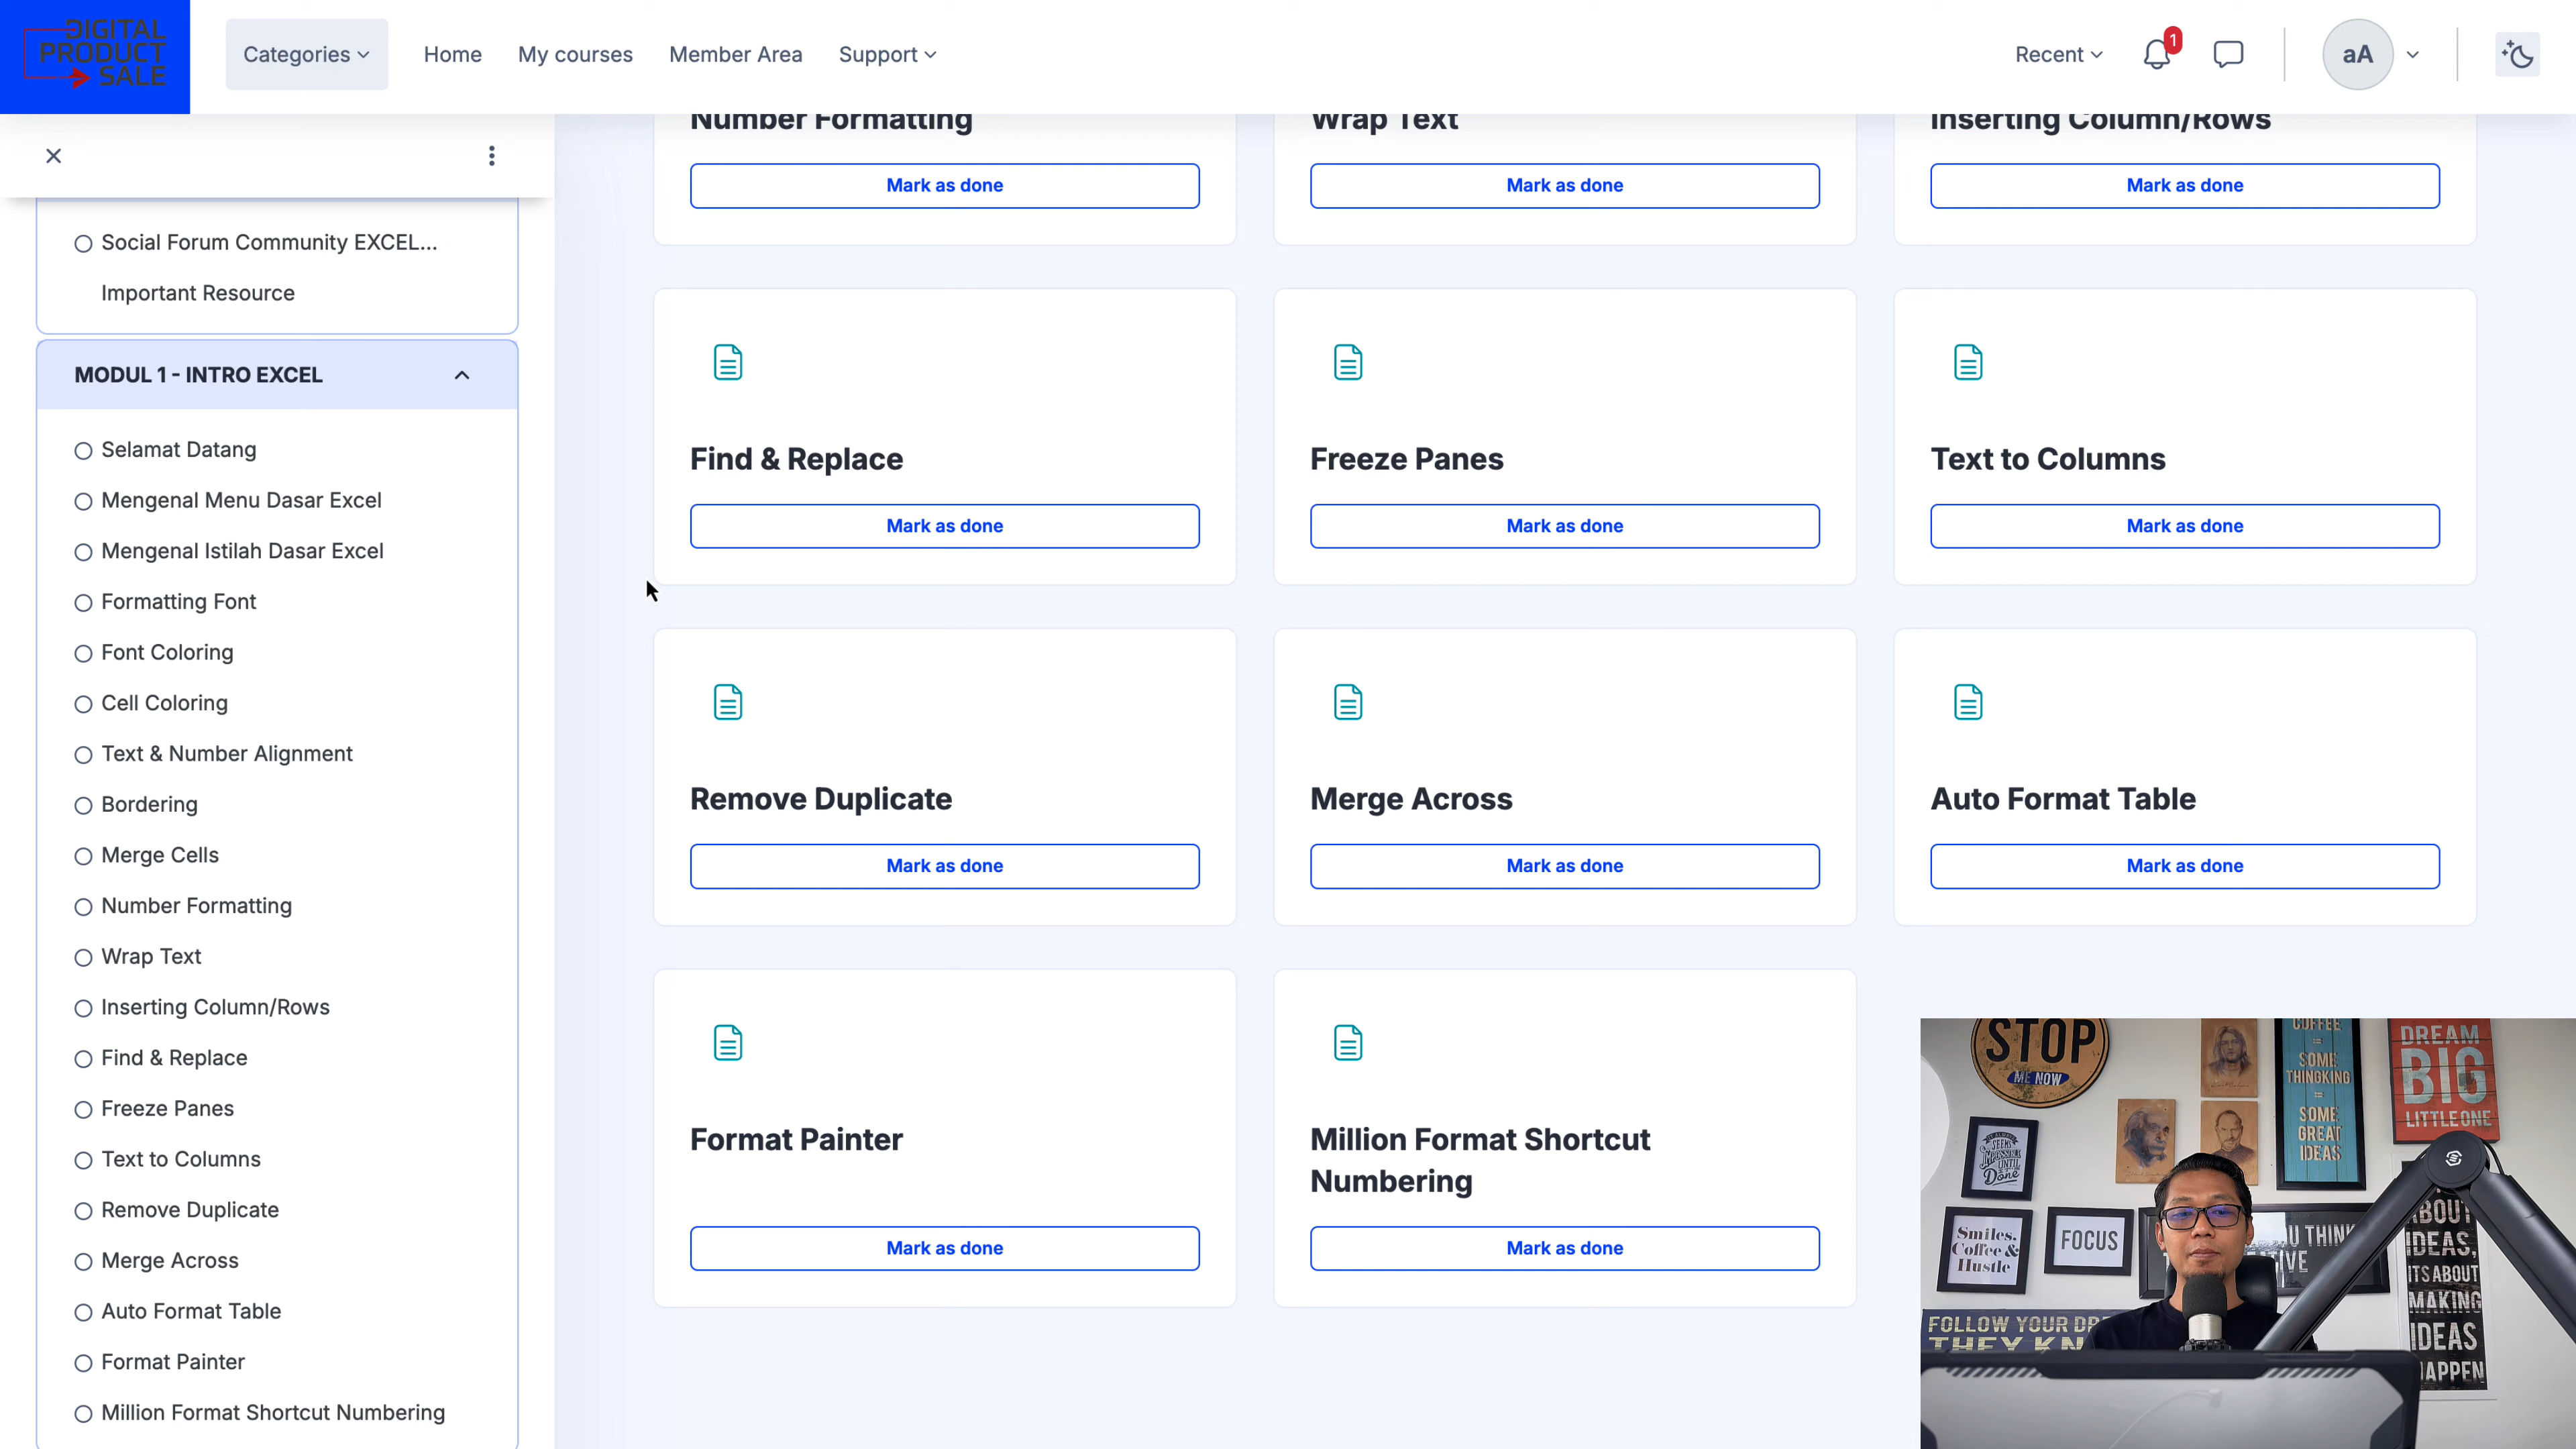 DIGITAL
PRODUCT
SALE
Categories
Home
My courses
Member Area
Support
Recent
1
aA
Social Forum Community EXCEL...
Important Resource
MODUL 1 - INTRO EXCEL
Selamat Datang
Mengenal Menu Dasar Excel
Mengenal Istilah Dasar Excel
Formatting Font
Font Coloring
Cell Coloring
Text & Number Alignment
Bordering
Merge Cells
Number Formatting
Wrap Text
Inserting Column/Rows
Find & Replace
Freeze Panes
Text to Columns
Remove Duplicate
Merge Across
Auto Format Table
Format Painter
Million Format Shortcut Numbering
Number Formatting
Mark as done
Wrap Text
Mark as done
Inserting Column/Rows
Mark as done
Find & Replace
Mark as done
Freeze Panes
Mark as done
Text to Columns
Mark as done
Remove Duplicate
Mark as done
Merge Across
Mark as done
Auto Format Table
Mark as done
Format Painter
Mark as done
Million Format Shortcut
Numbering
Mark as done
STOP
ME NOW
COFFEE
=
SOME
THINGKING
=
SOME
GREAT
IDEAS
DREAM
BIG
LITTLE ONE
SEEMS
IMPOSSIBLE
UNTIL
Done
Smiles,
Coffee &
Hustle
FOCUS
U THINK
ABOUT
IDEAS,
ITS ABOUT
MAKING
IDEAS
HAPPEN
FOLLOW YOUR
THEY